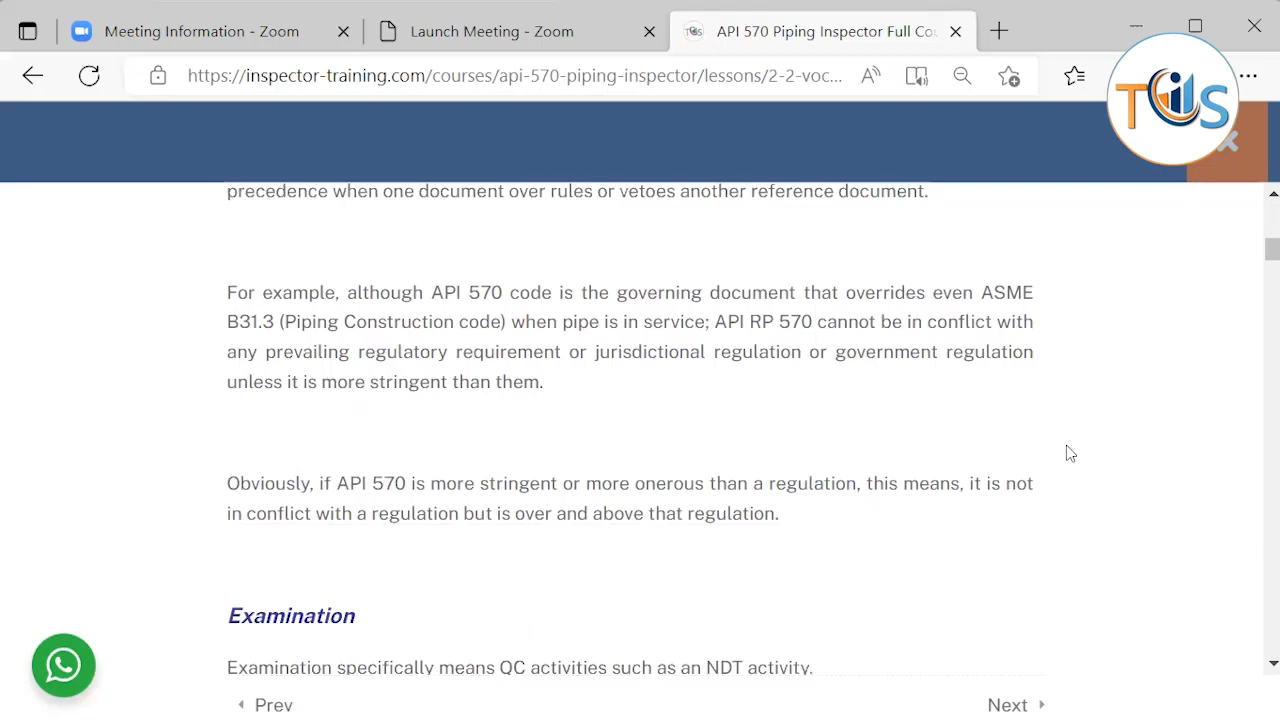 Meeting Information - Zoom
Launch Meeting - Zoom
API 570 Piping Inspector Full Cou
https://inspector-training.com/courses/api-570-piping-inspector/lessons/2-2-voc...
TIS
precedence when one document over rules or vetoes another reference document.
For example, although API 570 code is the governing document that overrides even ASME
B31.3 (Piping Construction code) when pipe is in service; API RP 570 cannot be in conflict with
any prevailing regulatory requirement or jurisdictional regulation or government regulation
unless it is more stringent than them.
Obviously, if API 570 is more stringent or more onerous than a regulation, this means, it is not
in conflict with a regulation but is over and above that regulation.
Examination
Examination specifically means QC activities such as an NDT activity.
Prev
Next